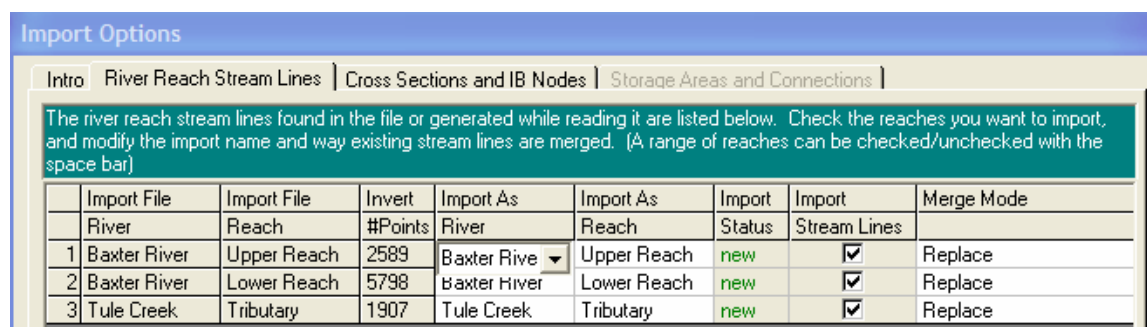 Import Options
Intro River Reach Stream Lines Cross Sections and IB Nodes Storage Areas and Connections
The river reach stream lines found in the file or generated while reading it are listed below. Check the reaches you want to import,
and modify the import name and way existing stream lines are merged. (A range of reaches can be checked/unchecked with the
space bar)
Import File Import File Invert Import As Import As Import Import Merge Mode
River Reach #Points River Reach Status Stream Lines
1 Baxter River Upper Reach 2589 Baxter Rive Upper Reach new Replace
2 Baxter River Lower Reach 5798 Baxter River Lower Reach new Replace
3 Tule Creek Tributary 1907 Tule Creek Tributary new Replace